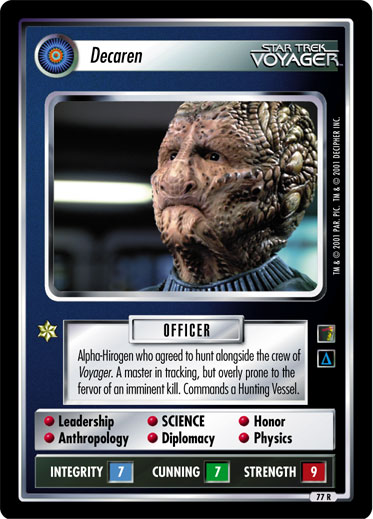 Decaren
STAR TREK
VOYAGER™
TM & © 2001 PAR. PIC. TM & © 2001 DECIPHER INC.
OFFICER
Alpha-Hirogen who agreed to hunt alongside the crew of
Voyager. A master in tracking, but overly prone to the
fervor of an imminent kill. Commands a Hunting Vessel.
Leadership SCIENCE Honor
Anthropology Diplomacy Physics
INTEGRITY 7 CUNNING 7 STRENGTH 9
77 R